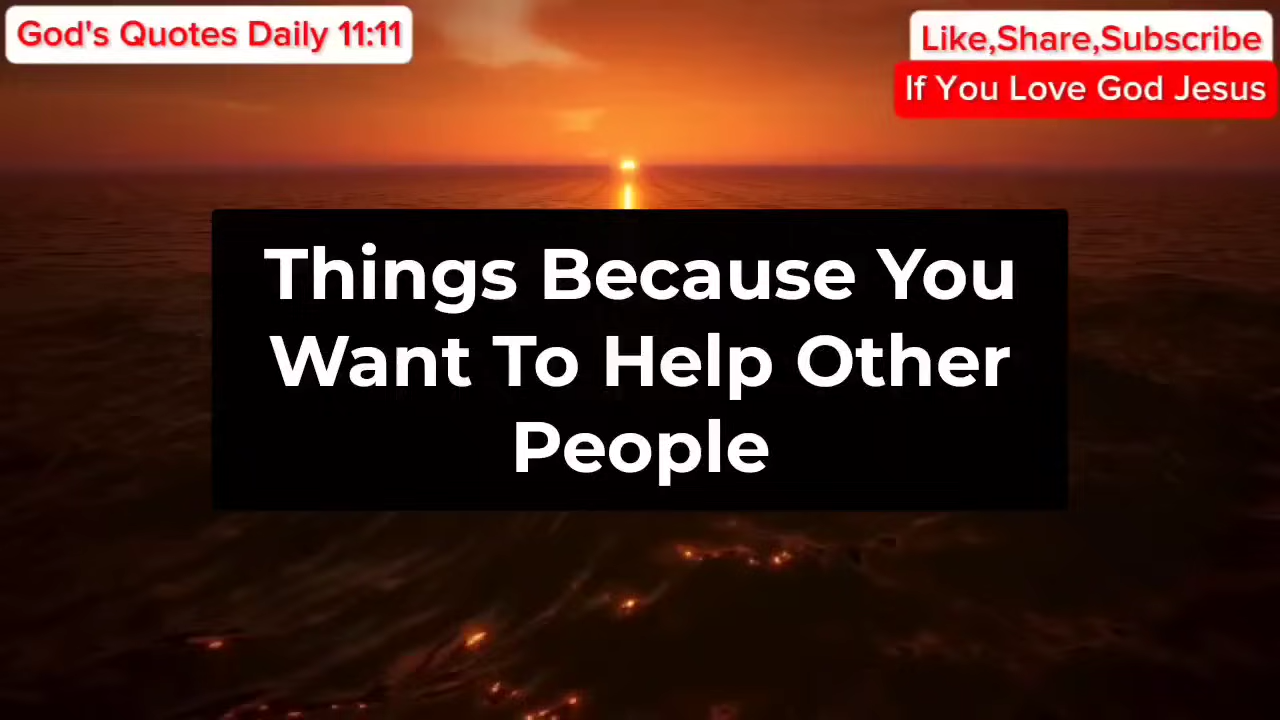 God's Quotes Daily 11:11
Like,Share,Subscribe
If You Love God Jesus
Things Because You
Want To Help Other
People